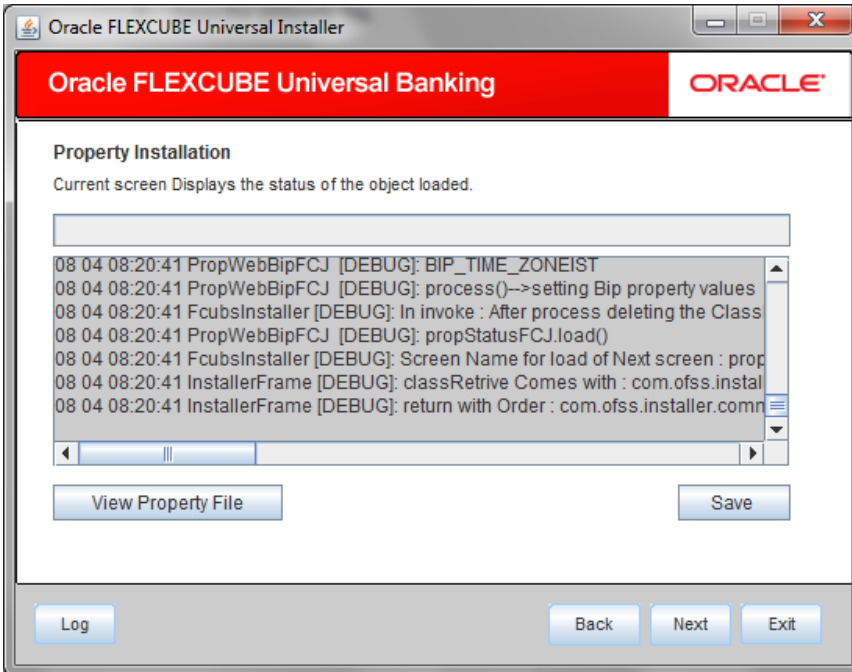 Oracle FLEXCUBE Universal Installer
Oracle FLEXCUBE Universal Banking
ORACLE
Property Installation
Current screen Displays the status of the object loaded.
08 04 08:20:41 PropWebBipFCJ [DEBUG]: BIP_TIME_ZONEIST
08 04 08:20:41 PropWebBipFCJ [DEBUG]: process()-->setting Bip property values
08 04 08:20:41 FcubsInstaller [DEBUG]: In invoke : After process deleting the Class
08 04 08:20:41 PropWebBipFCJ [DEBUG]: propStatusFCJ.load()
08 04 08:20:41 FcubsInstaller [DEBUG]: Screen Name for load of Next screen : prop
08 04 08:20:41 InstallerFrame [DEBUG]: classRetrive Comes with : com.ofss.instal
08 04 08:20:41 InstallerFrame [DEBUG]: return with Order : com.ofss.installer.comm
View Property File
Save
Log
Back
Next
Exit